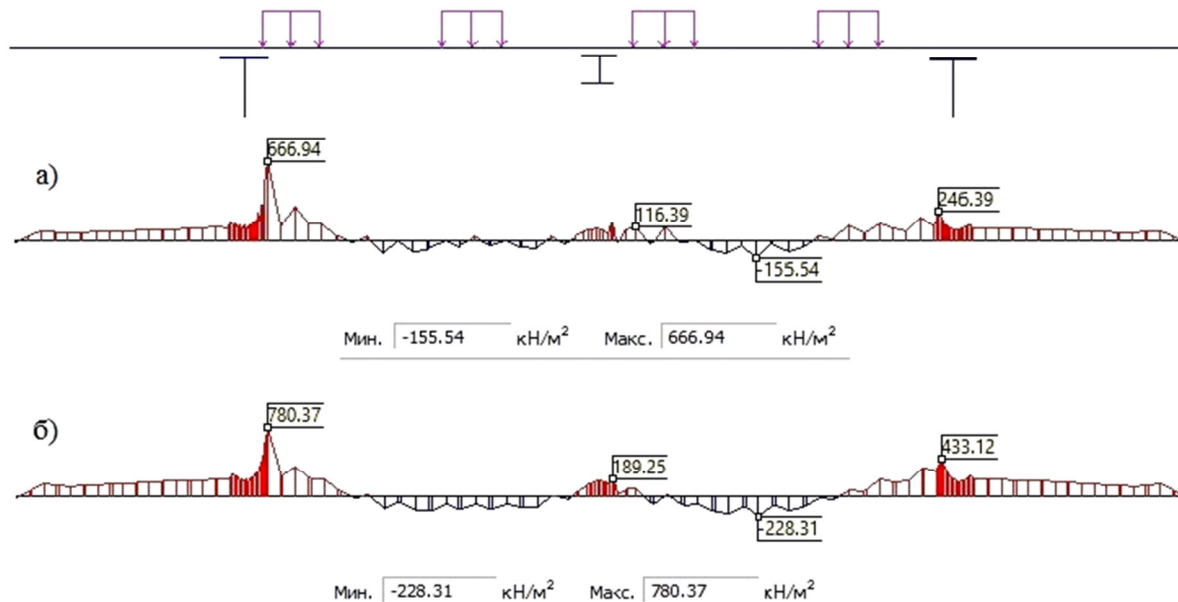 666.94
а)
246.39
116.39
-155.54
Мин. -155.54 кН/м² Макс. 666.94 кН/м²
780.37
б)
433.12
189.25
-228.31
Мин. -228.31 кН/м² Макс. 780.37 кН/м²